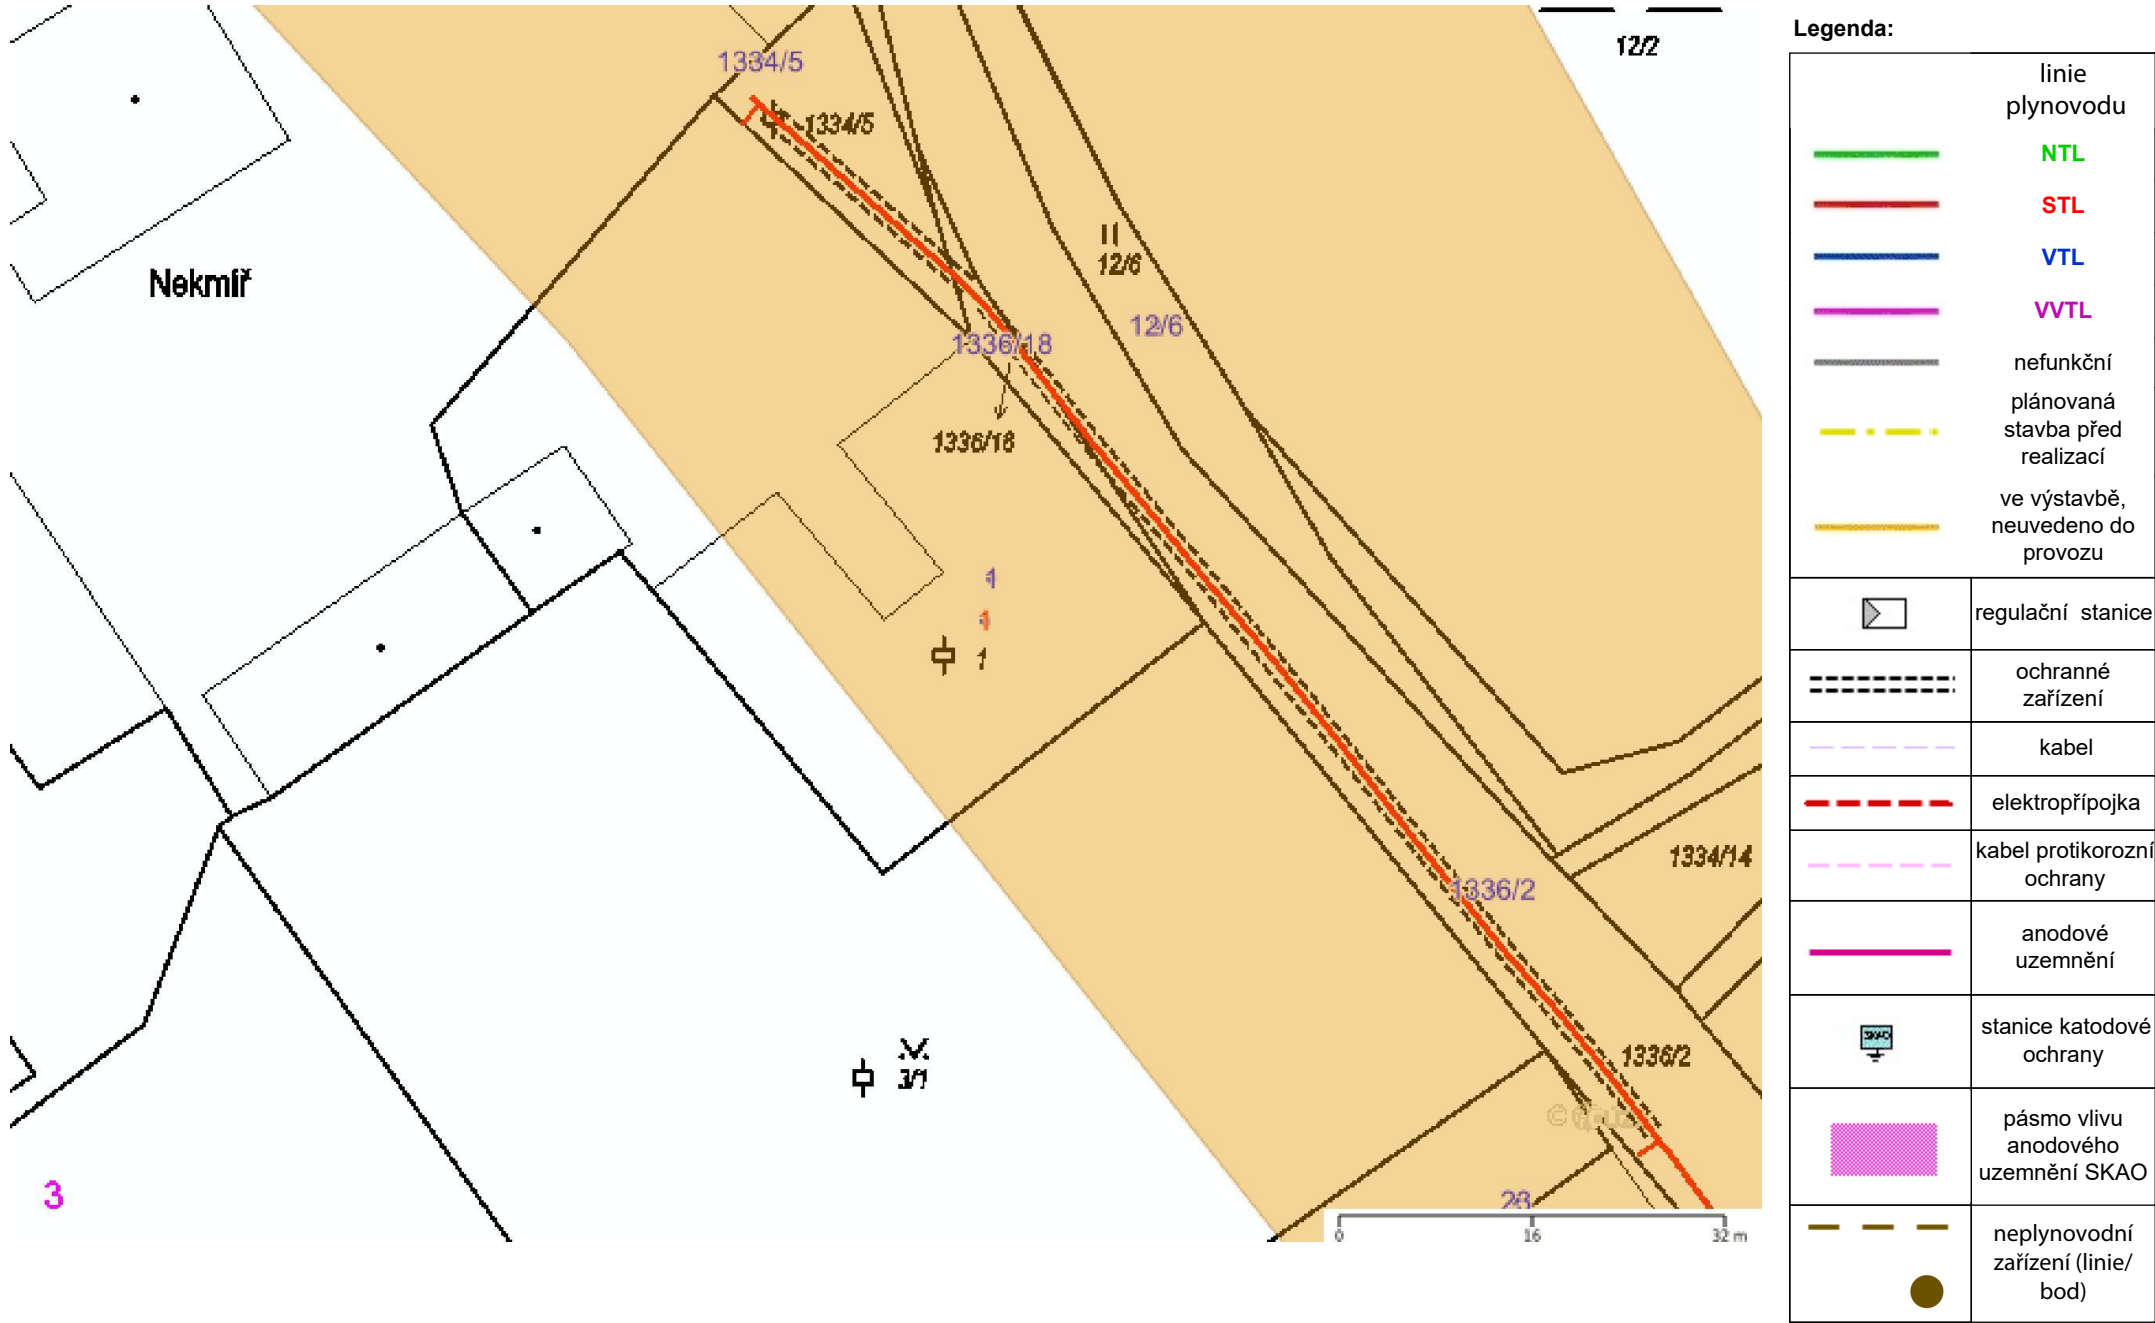 1334/5
1334/5
12/2
Nekmíř
12/6
12/6
1336/18
1336/18
1
1
1
1334/14
1336/2
1336/2
3/1
3
0
16
32 m
Legenda:
linie
plynovodu
NTL
STL
VTL
VVTL
nefunkční
plánovaná
stavba před
realizací
ve výstavbě,
neuvedeno do
provozu
regulační stanice
ochranné
zařízení
kabel
elektropřípojka
kabel protikorozní
ochrany
anodové
uzemnění
SKAO
stanice katodové
ochrany
pásmo vlivu
anodového
uzemnění SKAO
neplynovodní
zařízení (linie/
bod)